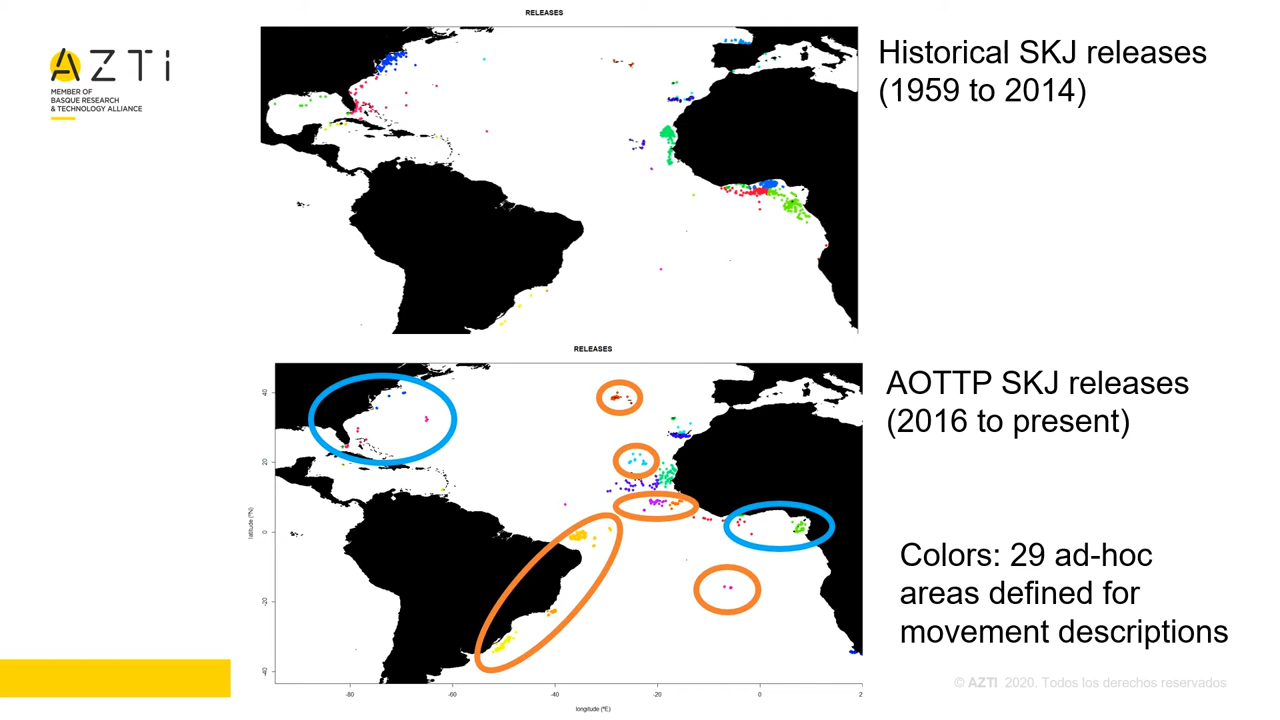 RELEASES
AZTi
MEMBER OF
BASQUE RESEARCH
& TECHNOLOGY ALLIANCE
Historical SKJ releases
(1959 to 2014)
RELEASES
AOTTP SKJ releases
(2016 to present)
Colors: 29 ad-hoc
areas defined for
movement descriptions
latitude (ºN)
40
20
0
-20
-40
-80
-60
-40
-20
0
2
longitude (ºE)
© AZTI 2020. Todos los derechos reservados